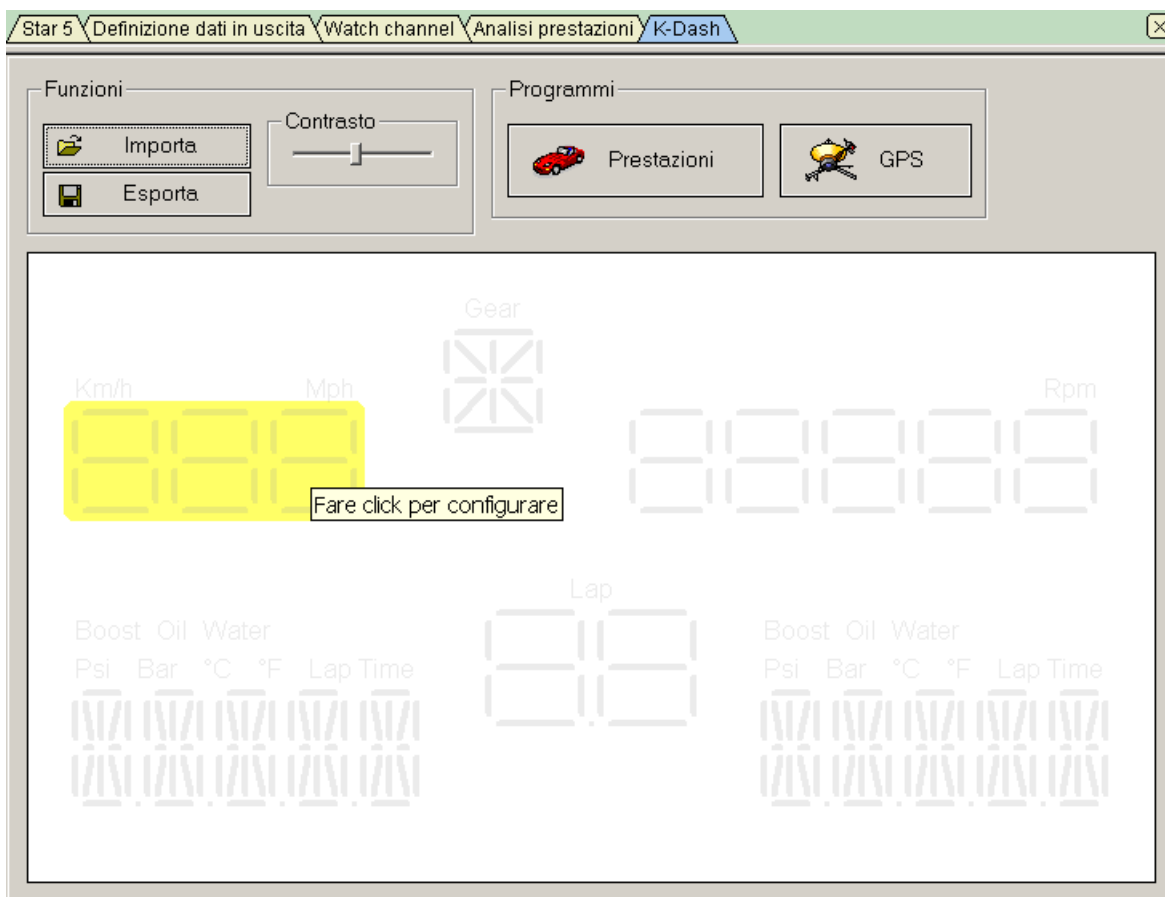 Star 5 Definizione dati in uscita Watch channel Analisi prestazioni K-Dash
Funzioni
Importa
Esporta
Contrasto
Programmi
Prestazioni
GPS
Gear
Km/h Mph
Rpm
Fare click per configurare
Lap
Boost Oil Water
Psi Bar °C °F Lap Time
Boost Oil Water
Psi Bar °C °F Lap Time